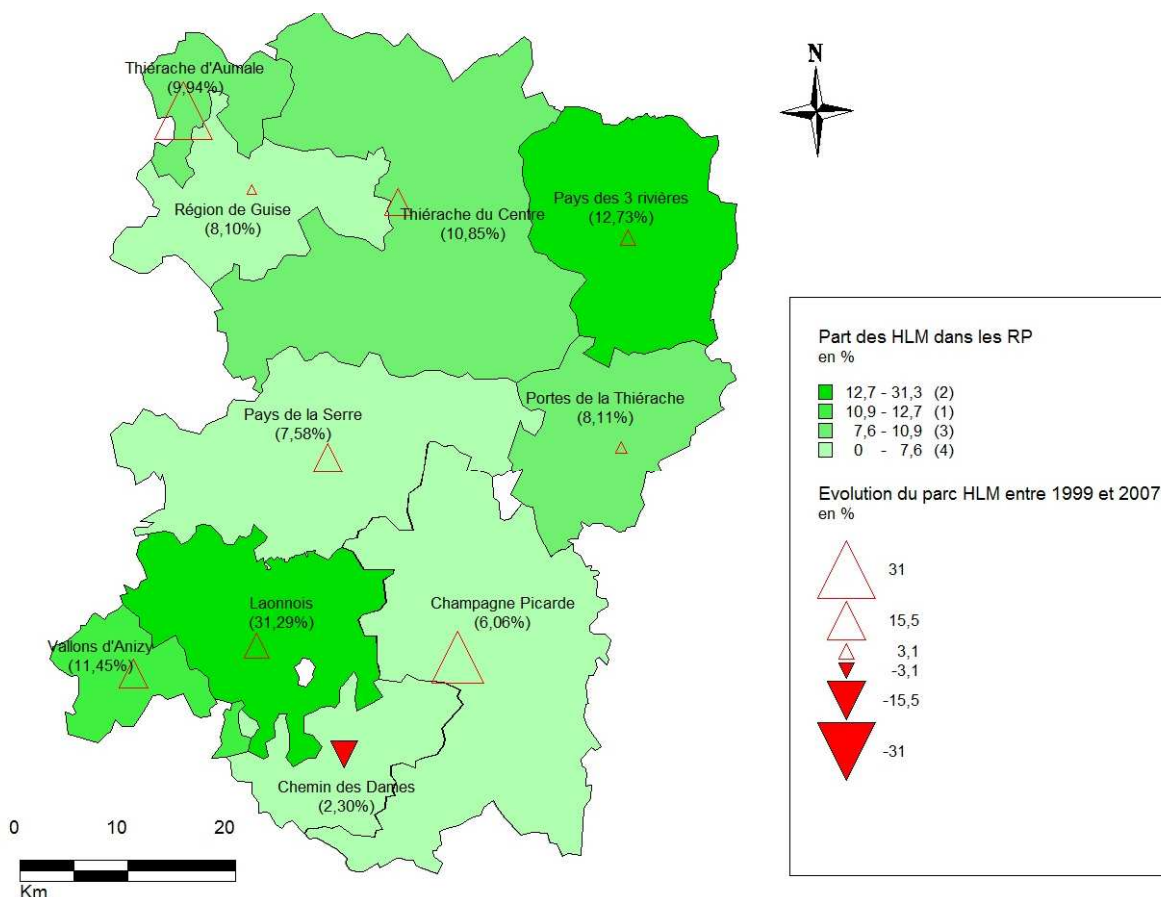 N
Thiérache d'Aumale
(9,94%)
Région de Guise
(8,10%)
Thiérache du Centre
(10,85%)
Pays des 3 rivières
(12,73%)
Pays de la Serre
(7,58%)
Portes de la Thiérache
(8,11%)
Laonnois
(31,29%)
Champagne Picarde
(6,06%)
Vallons d'Anizy
(11,45%)
Chemin des Dames
(2,30%)
0 10 20
Km
Part des HLM dans les RP
en %
12,7 - 31,3 (2)
10,9 - 12,7 (1)
7,6 - 10,9 (3)
0 - 7,6 (4)
Evolution du parc HLM entre 1999 et 2007
en %
31
15,5
3,1
-3,1
-15,5
-31